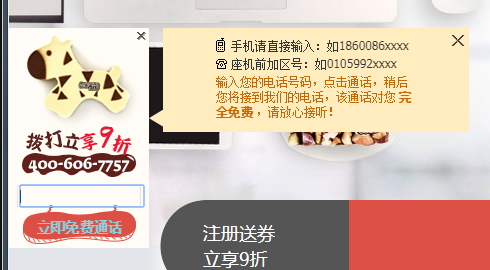 手机请直接输入：如1860086xxxx
座机前加区号：如0105992xxxx
输入您的电话号码，点击通话，稍后
您将接到我们的电话，该通话对您 完
全免费，请放心接听！
拨打立享9折
400-606-7757
立即免费通话
注册送券
立享9折